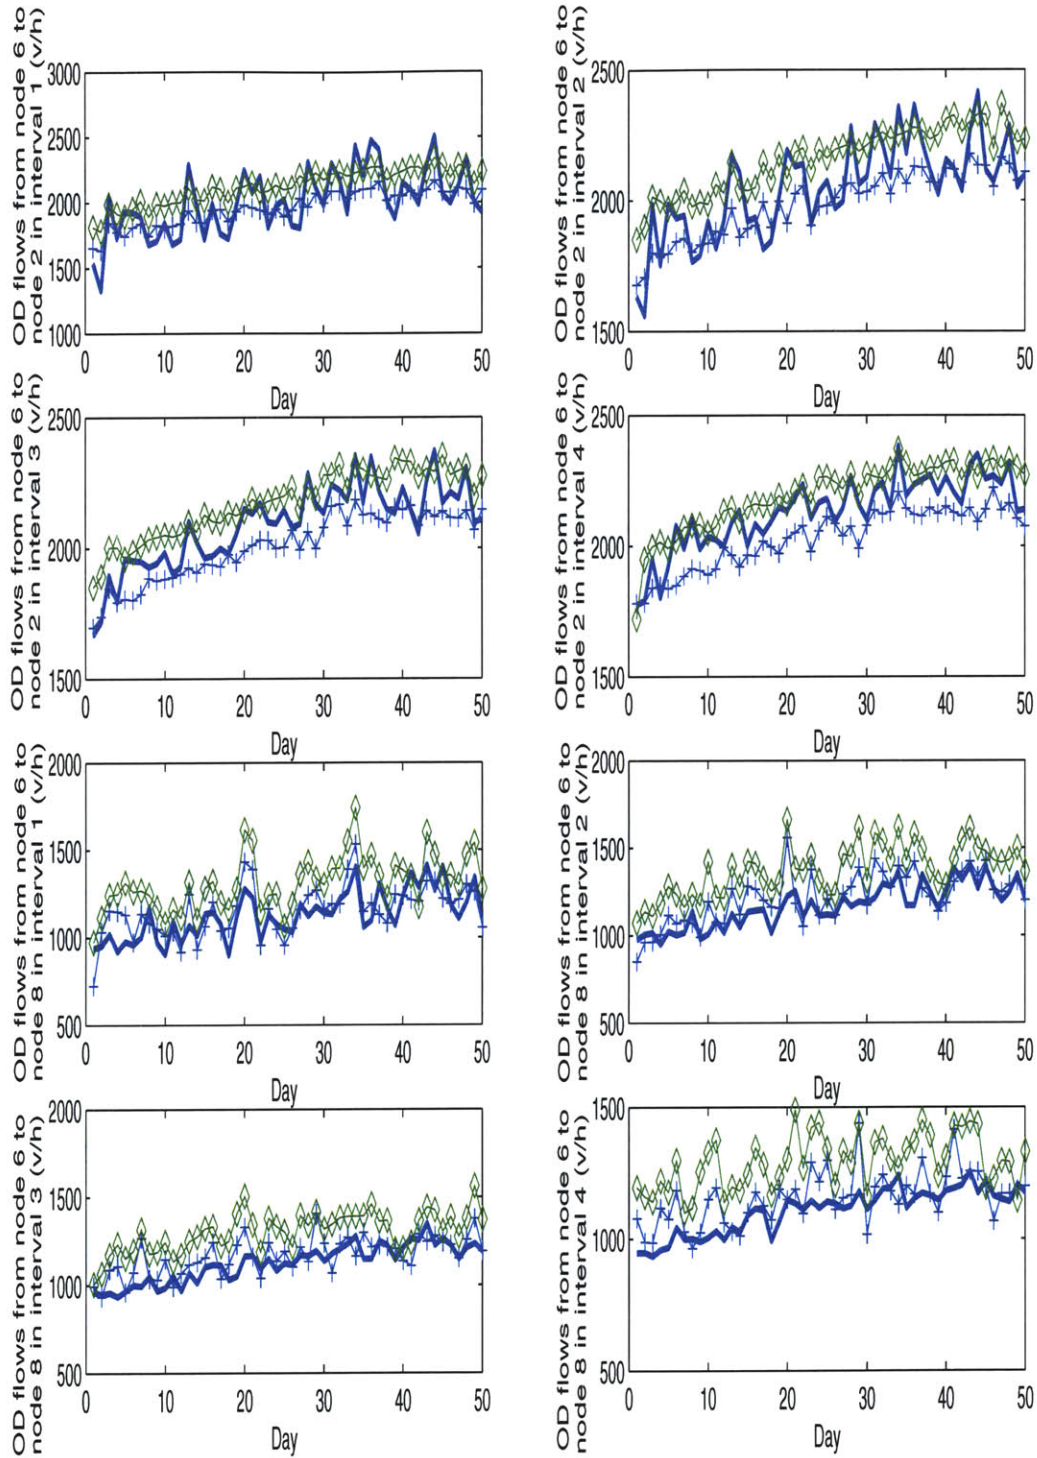 OD flows from node 6 to
node 2 in interval 1 (v/h)
3000
2500
2000
1500
1000
0 10 20 30 40 50
Day
OD flows from node 6 to
node 2 in interval 2 (v/h)
2500
2000
1500
0 10 20 30 40 50
Day
OD flows from node 6 to
node 2 in interval 3 (v/h)
2500
2000
1500
0 10 20 30 40 50
Day
OD flows from node 6 to
node 2 in interval 4 (v/h)
2500
2000
1500
0 10 20 30 40 50
Day
OD flows from node 6 to
node 8 in interval 1 (v/h)
2000
1500
1000
500
0 10 20 30 40 50
Day
OD flows from node 6 to
node 8 in interval 2 (v/h)
2000
1500
1000
500
0 10 20 30 40 50
Day
OD flows from node 6 to
node 8 in interval 3 (v/h)
2000
1500
1000
500
0 10 20 30 40 50
Day
OD flows from node 6 to
node 8 in interval 4 (v/h)
1500
1000
500
0 10 20 30 40 50
Day